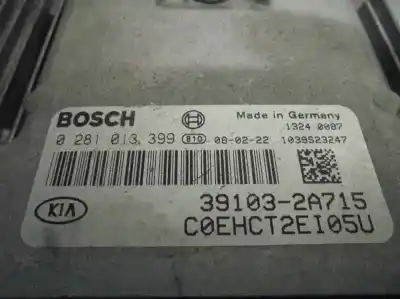 BOSCH Made in Germany
1324 0087
0 281 013 399 810 08-02-22 1039S23247
39103-2A715
KIA C0EHCT2EI05U